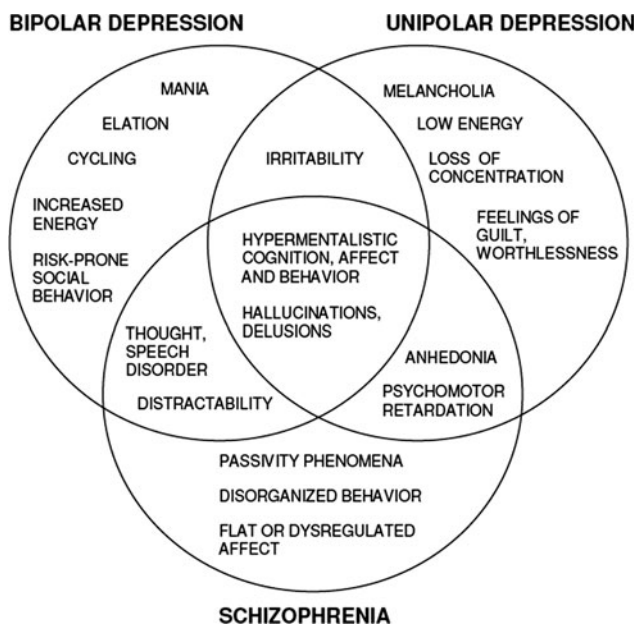 BIPOLAR DEPRESSION
UNIPOLAR DEPRESSION
MANIA
ELATION
CYCLING
INCREASED
ENERGY
RISK-PRONE
SOCIAL
BEHAVIOR
IRRITABILITY
MELANCHOLIA
LOW ENERGY
LOSS OF
CONCENTRATION
FEELINGS OF
GUILT,
WORTHLESSNESS
HYPERMENTALISTIC
COGNITION, AFFECT
AND BEHAVIOR
HALLUCINATIONS,
DELUSIONS
THOUGHT,
SPEECH
DISORDER
DISTRACTABILITY
ANHEDONIA
PSYCHOMOTOR
RETARDATION
PASSIVITY PHENOMENA
DISORGANIZED BEHAVIOR
FLAT OR DYSREGULATED
AFFECT
SCHIZOPHRENIA